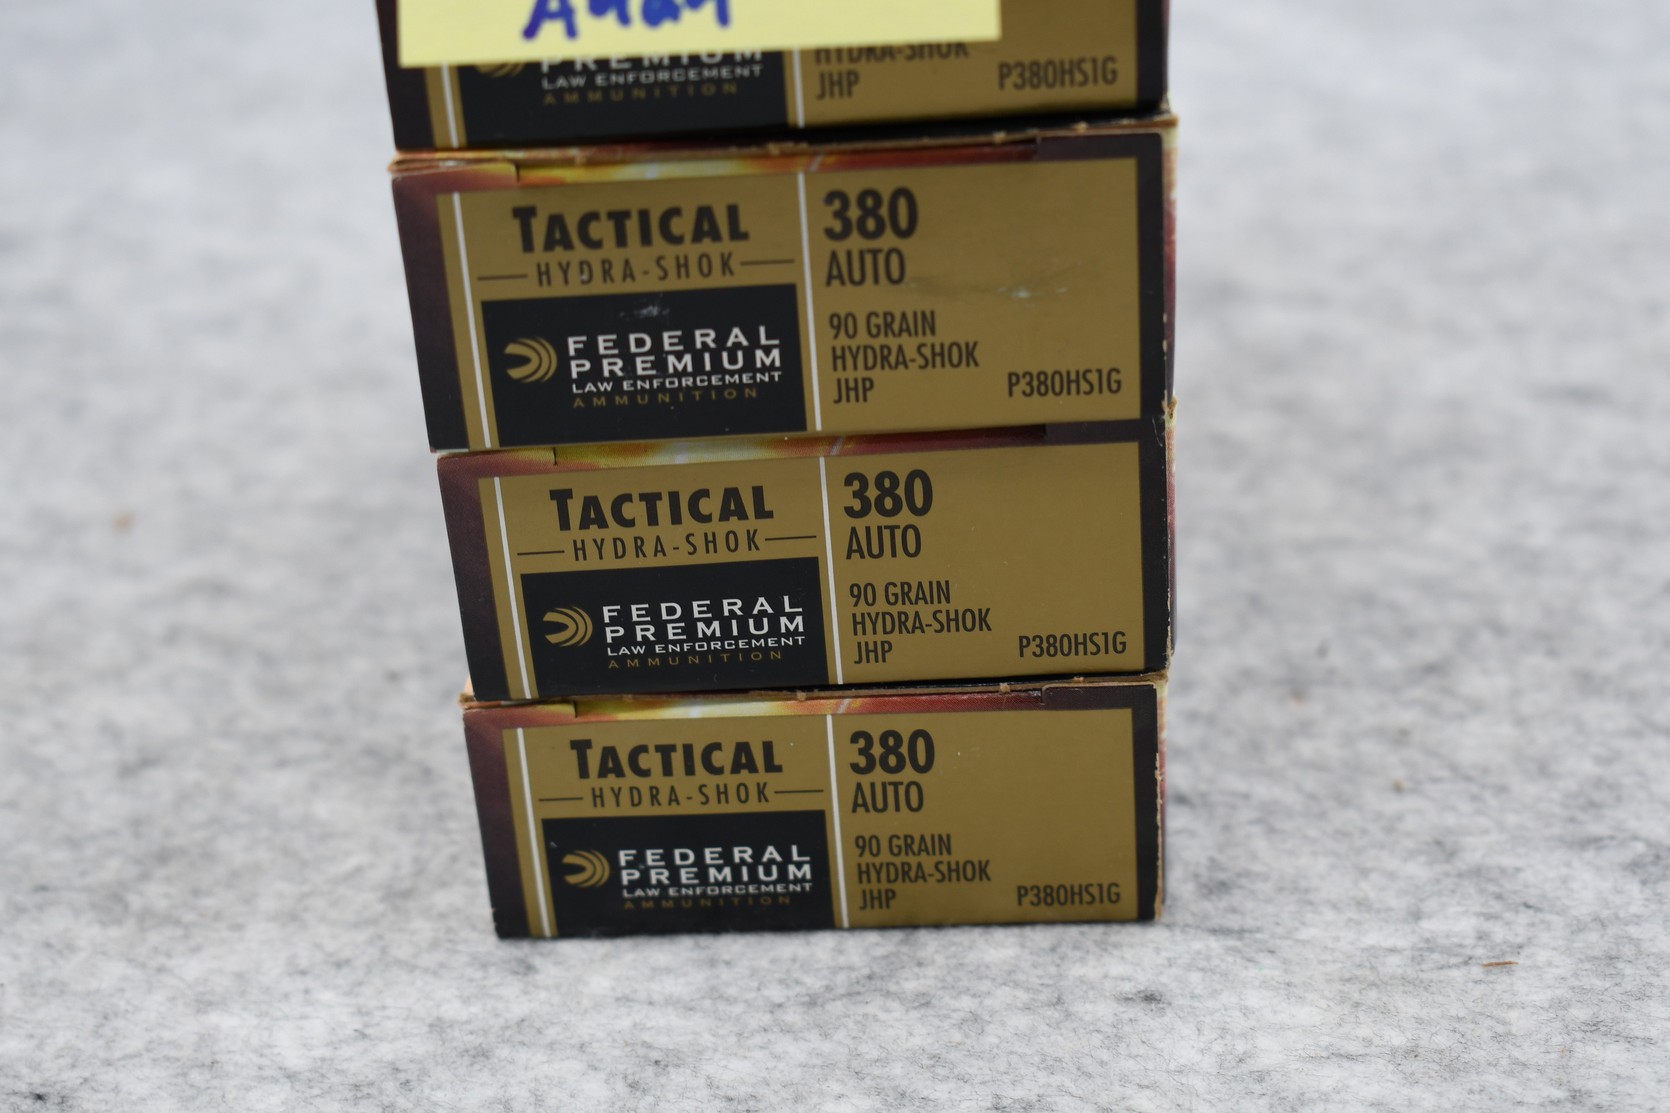 PREMIUM
LAW ENFORCEMENT
AMMUNITION
HYDRA-SHOK
JHP
P380HS1G
TACTICAL
HYDRA-SHOK
FEDERAL
PREMIUM
LAW ENFORCEMENT
AMMUNITION
380
AUTO
90 GRAIN
HYDRA-SHOK
JHP
P380HS1G
TACTICAL
HYDRA-SHOK
FEDERAL
PREMIUM
LAW ENFORCEMENT
AMMUNITION
380
AUTO
90 GRAIN
HYDRA-SHOK
JHP
P380HS1G
TACTICAL
HYDRA-SHOK
FEDERAL
PREMIUM
LAW ENFORCEMENT
AMMUNITION
380
AUTO
90 GRAIN
HYDRA-SHOK
JHP
P380HS1G